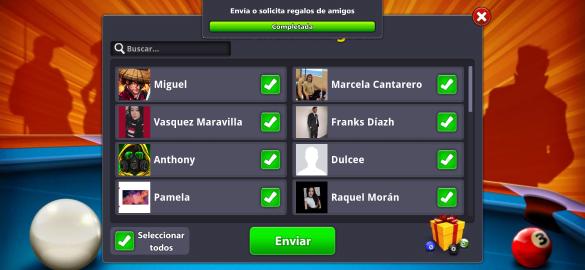 Envía o solicita regalos de amigos
Completada
Buscar...
Miguel
Marcela Cantarero
Vasquez Maravilla
Franks Díazh
Anthony
Dulcee
Pamela
Raquel Morán
Seleccionar
todos
Enviar
3